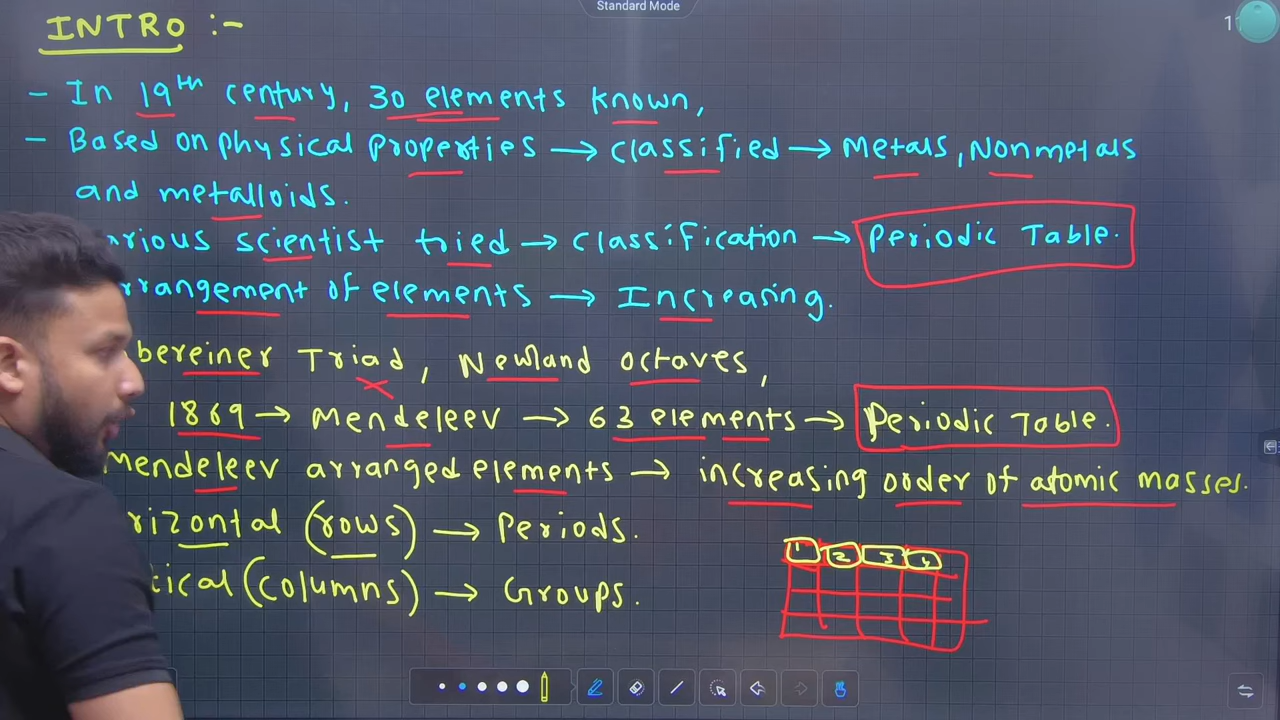 Standard Mode
INTRO :-
- In 19th century, 30 elements known,
- Based on physical properties → classified → Metals, Nonmetals
and metalloids.
scientist tried → classification → Periodic Table.
of elements → Increasing.
Triad, Newland octaves,
1869 → Mendeleev → 63 elements → Periodic Table.
Mendeleev arranged elements → increasing order of atomic masses.
(rows) → Periods.
(columns) → Groups.
1 2 3 4